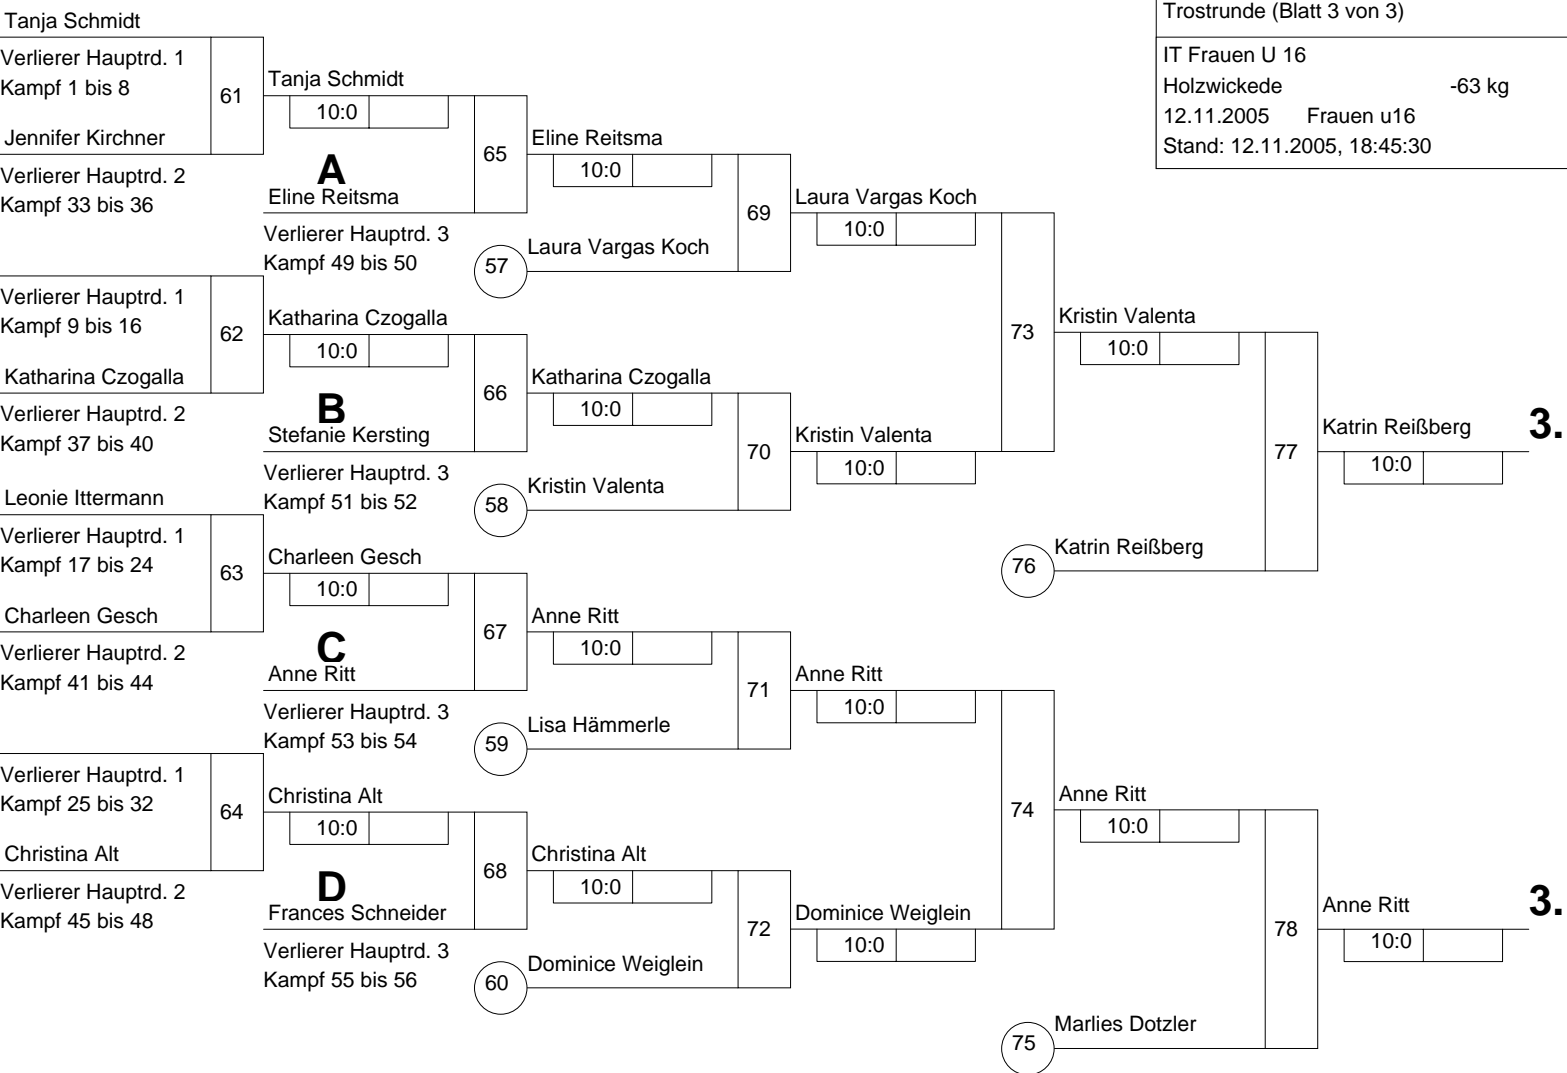 Trostrunde (Blatt 3 von 3)
IT Frauen U 16
Holzwickede -63 kg
12.11.2005 Frauen u16
Stand: 12.11.2005, 18:45:30
Tanja Schmidt
Verlierer Hauptrd. 1
Kampf 1 bis 8
61
Jennifer Kirchner
Verlierer Hauptrd. 2
Kampf 33 bis 36
Verlierer Hauptrd. 1
Kampf 9 bis 16
62
Katharina Czogalla
Verlierer Hauptrd. 2
Kampf 37 bis 40
Leonie Ittermann
Verlierer Hauptrd. 1
Kampf 17 bis 24
63
Charleen Gesch
Verlierer Hauptrd. 2
Kampf 41 bis 44
Verlierer Hauptrd. 1
Kampf 25 bis 32
64
Christina Alt
Verlierer Hauptrd. 2
Kampf 45 bis 48
Tanja Schmidt
10:0
A
65
Eline Reitsma
Verlierer Hauptrd. 3
Kampf 49 bis 50
Katharina Czogalla
10:0
B
66
Stefanie Kersting
Verlierer Hauptrd. 3
Kampf 51 bis 52
Charleen Gesch
10:0
C
67
Anne Ritt
Verlierer Hauptrd. 3
Kampf 53 bis 54
Christina Alt
10:0
D
68
Frances Schneider
Verlierer Hauptrd. 3
Kampf 55 bis 56
Eline Reitsma
10:0
69
57
Laura Vargas Koch
Katharina Czogalla
10:0
70
58
Kristin Valenta
Anne Ritt
10:0
71
59
Lisa Hämmerle
Christina Alt
10:0
72
60
Dominice Weiglein
Laura Vargas Koch
10:0
73
Kristin Valenta
10:0
Anne Ritt
10:0
74
Dominice Weiglein
10:0
Kristin Valenta
10:0
77
76
Katrin Reißberg
Anne Ritt
10:0
78
75
Marlies Dotzler
Katrin Reißberg
3.
10:0
Anne Ritt
3.
10:0